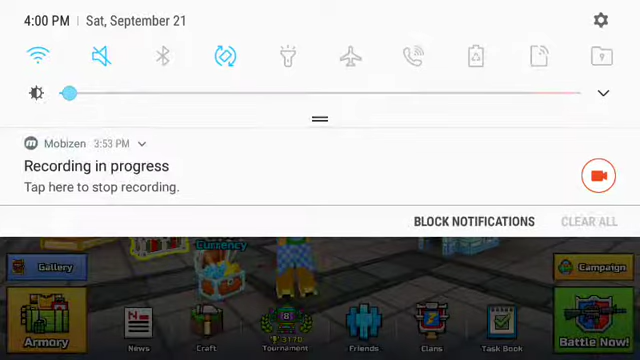 4:00 PM | Sat, September 21
Mobizen 3:53 PM
Recording in progress
Tap here to stop recording.
BLOCK NOTIFICATIONS CLEAR ALL
Currency
Gallery
Campaign
Armory
News
Craft
Tournament
Friends
Clans
Task Book
Battle Now!